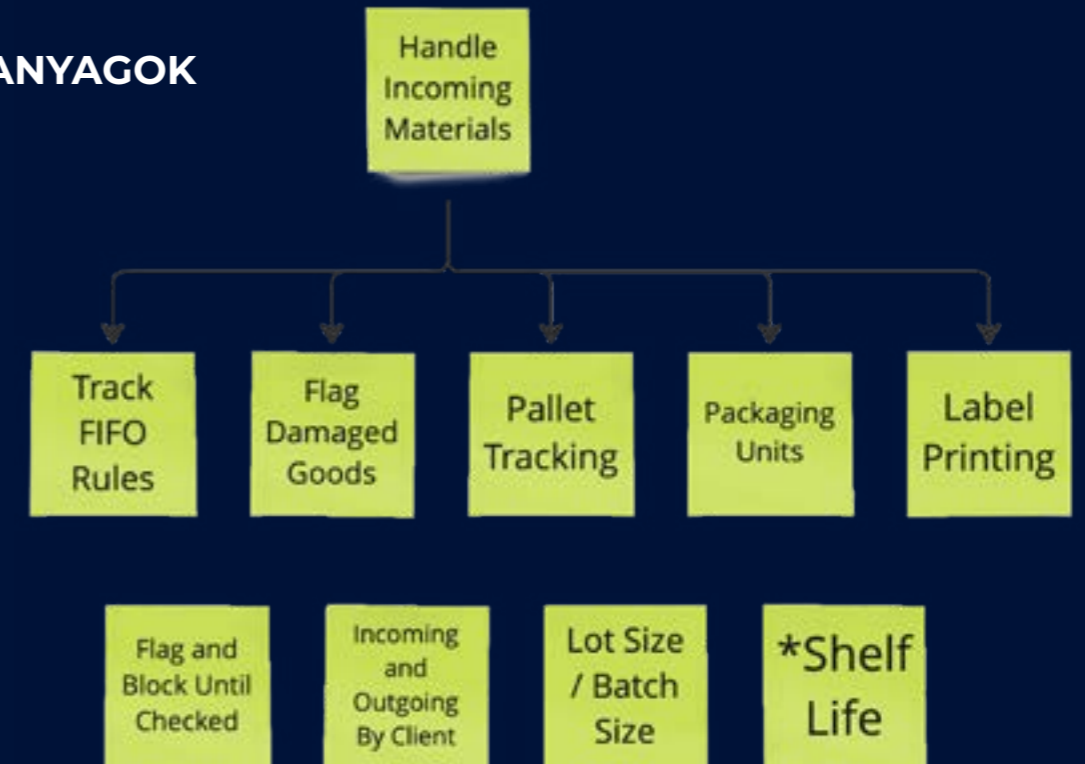 ANYAGOK
Handle
Incoming
Materials
Track
FIFO
Rules
Flag
Damaged
Goods
Pallet
Tracking
Packaging
Units
Label
Printing
Flag and
Block Until
Checked
Incoming
and
Outgoing
By Client
Lot Size
/ Batch
Size
*Shelf
Life